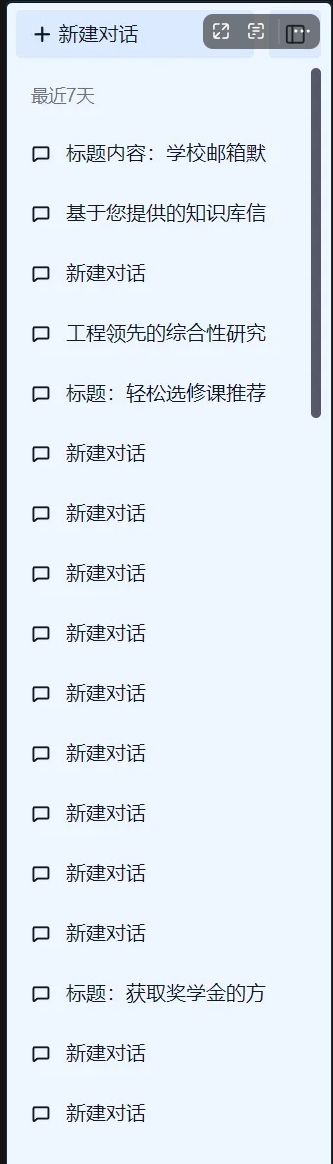 + 新建对话
最近7天
标题内容：学校邮箱默
基于您提供的知识库信
新建对话
工程领先的综合性研究
标题：轻松选修课推荐
新建对话
新建对话
新建对话
新建对话
新建对话
新建对话
新建对话
新建对话
新建对话
标题：获取奖学金的方
新建对话
新建对话